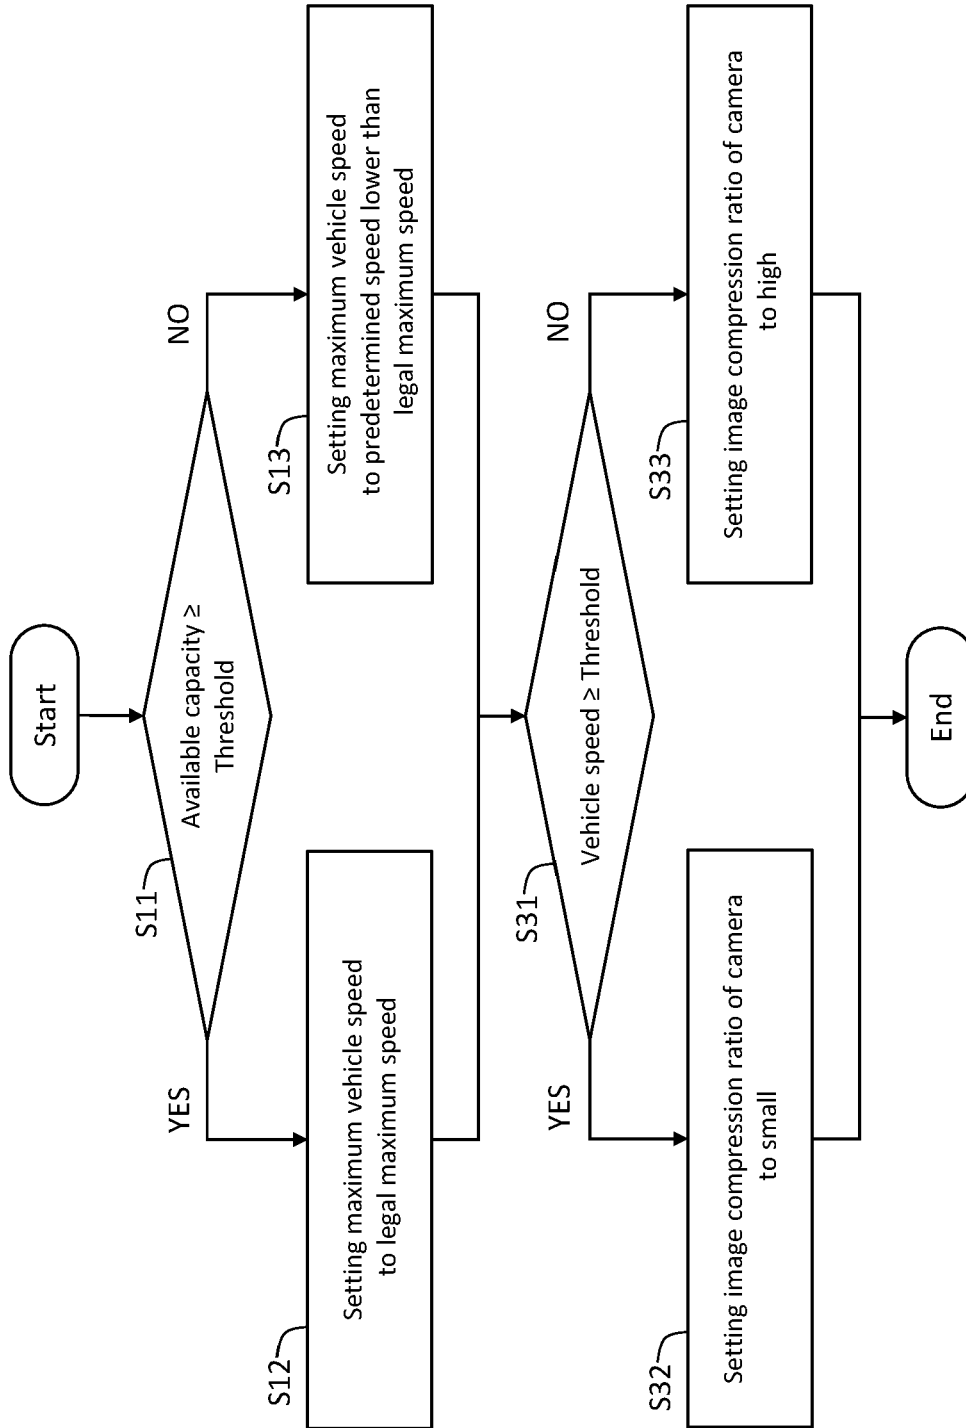 Start
S11
Available capacity ≥
Threshold
YES
NO
S12
Setting maximum vehicle speed
to legal maximum speed
S13
Setting maximum vehicle speed
to predetermined speed lower than
legal maximum speed
S31
Vehicle speed ≥ Threshold
YES
NO
S32
Setting image compression ratio of camera
to small
S33
Setting image compression ratio of camera
to high
End